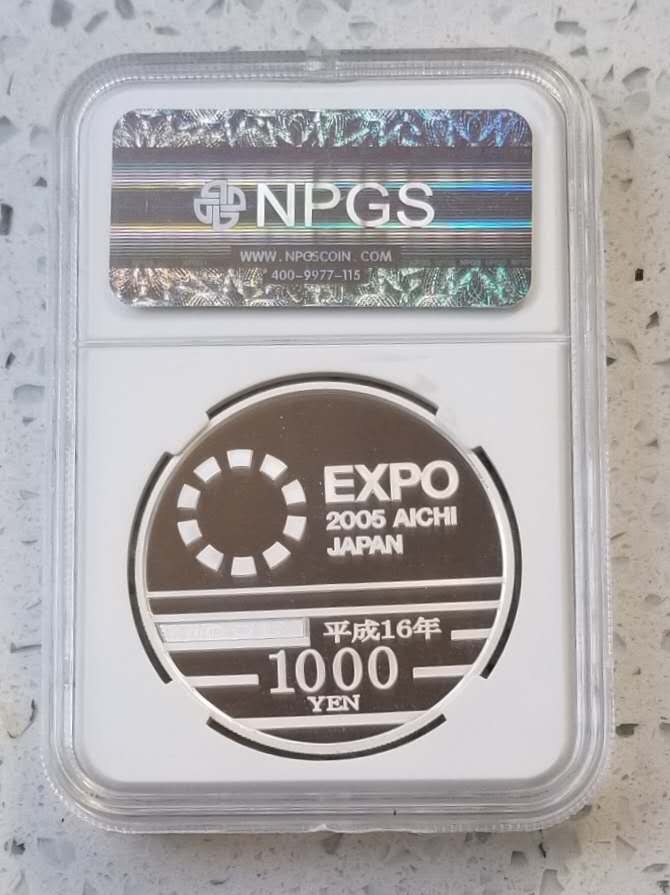 NPGS
WWW.NPGSCOIN.COM
400-9977-115
EXPO
2005 AICHI
JAPAN
平成16年
1000
YEN